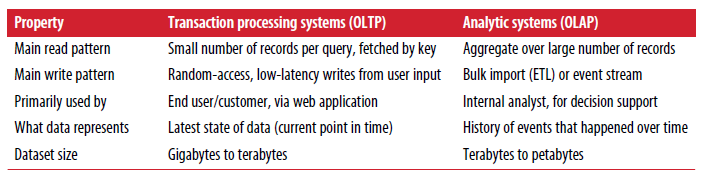 Property Transaction processing systems (OLTP) Analytic systems (OLAP)
Main read pattern Small number of records per query, fetched by key Aggregate over large number of records
Main write pattern Random-access, low-latency writes from user input Bulk import (ETL) or event stream
Primarily used by End user/customer, via web application Internal analyst, for decision support
What data represents Latest state of data (current point in time) History of events that happened over time
Dataset size Gigabytes to terabytes Terabytes to petabytes